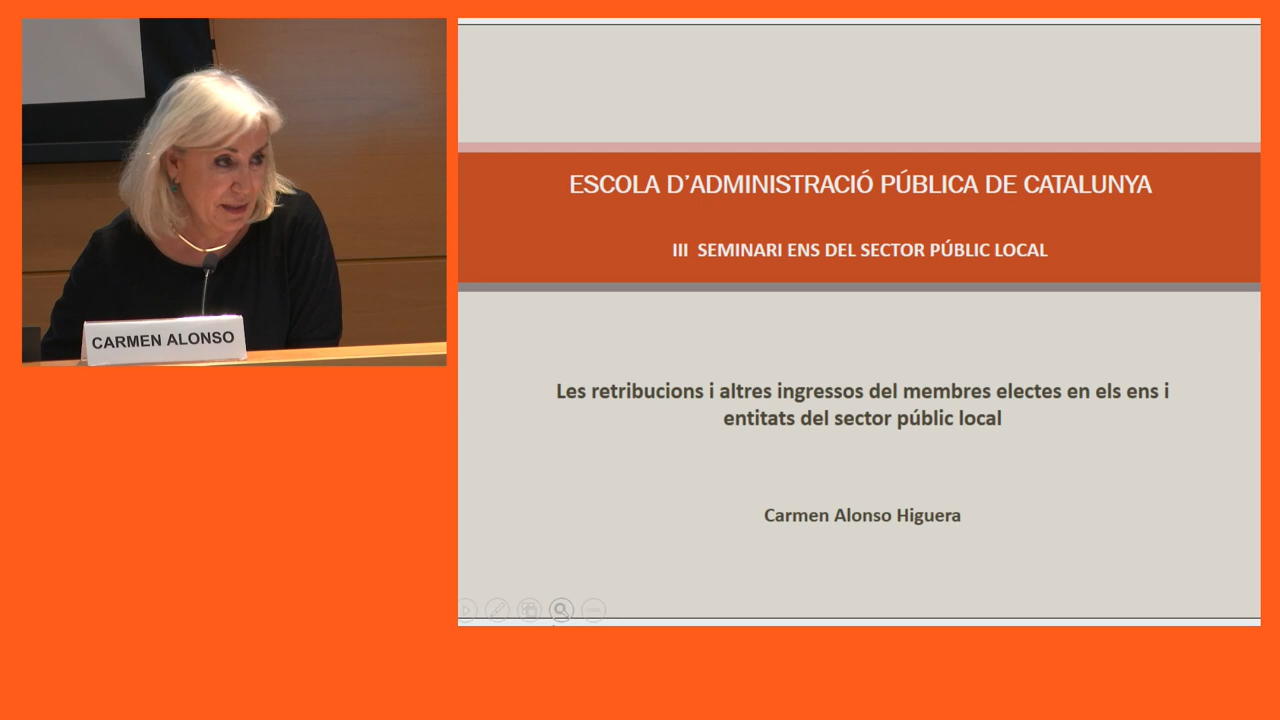 CARMEN ALONSO
ESCOLA D’ADMINISTRACIÓ PÚBLICA DE CATALUNYA
III SEMINARI ENS DEL SECTOR PÚBLIC LOCAL
Les retribucions i altres ingressos del membres electes en els ens i
entitats del sector públic local
Carmen Alonso Higuera